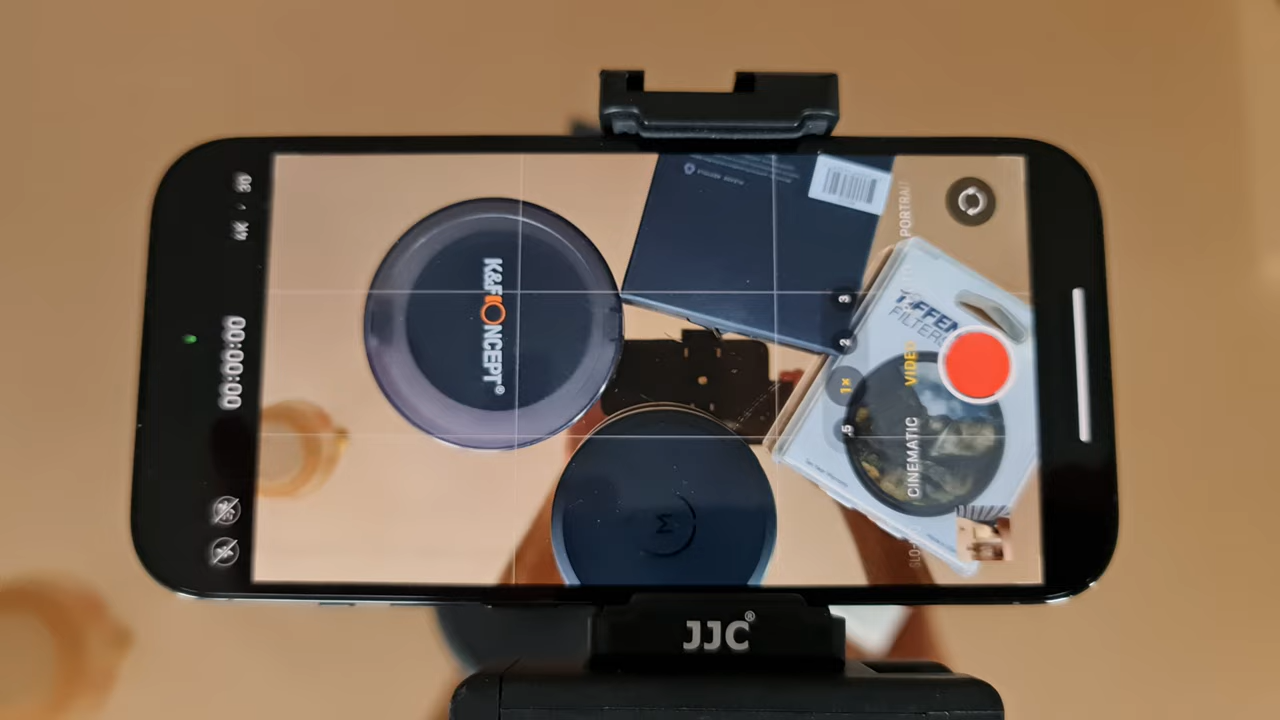 4K · 30
00:00:00
K&F CONCEPT®
PORTRAIT
VIDEO
CINEMATIC
3
2
1x
.5
TIFFEN
FILTERS
M
JJC®